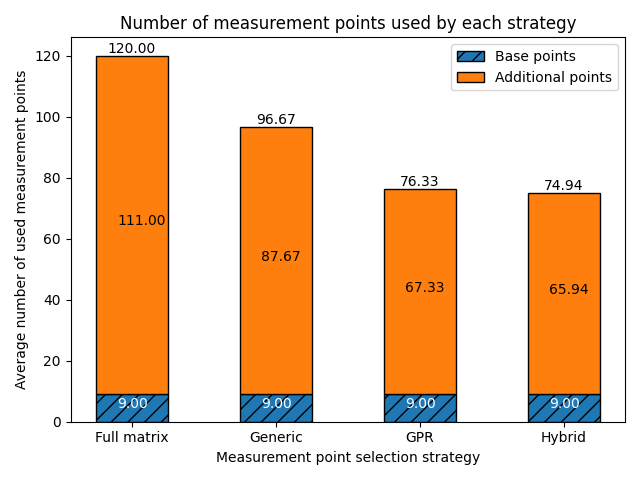 Number of measurement points used by each strategy
Average number of used measurement points
120
100
80
60
40
20
0
Base points
Additional points
120.00
96.67
76.33
74.94
111.00
87.67
67.33
65.94
9.00
9.00
9.00
9.00
Full matrix
Generic
GPR
Hybrid
Measurement point selection strategy